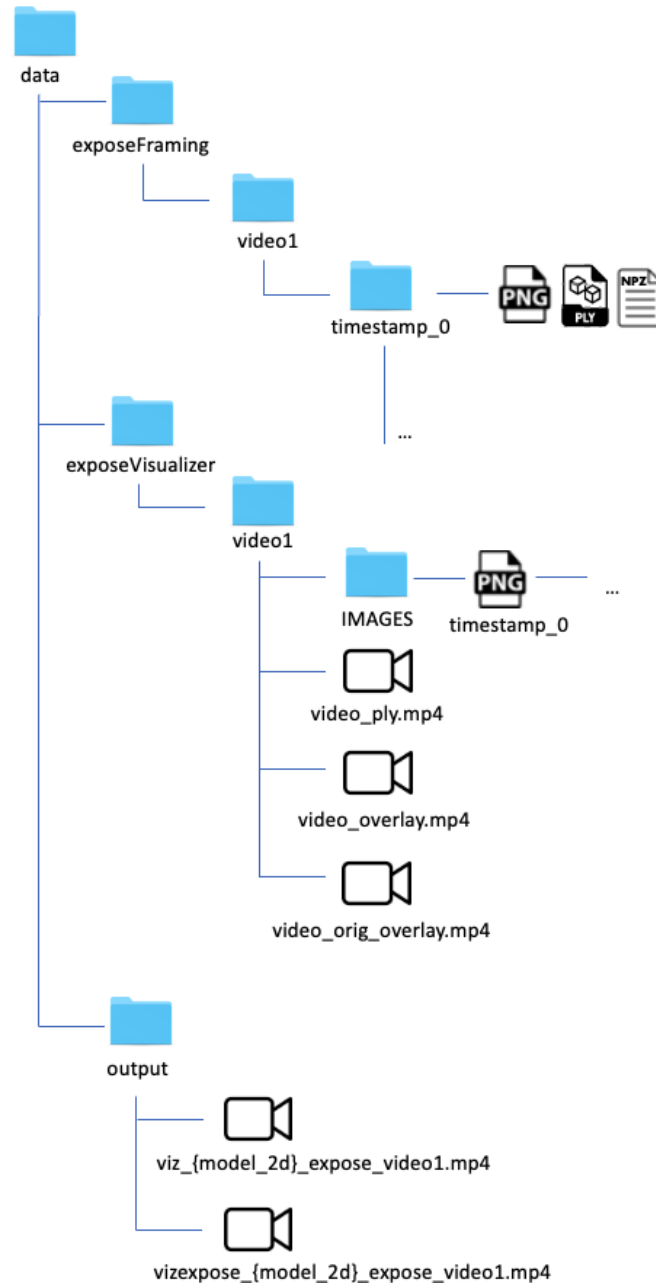 data
exposeFraming
video1
timestamp_0
PNG
PLY
NPZ
...
exposeVisualizer
video1
IMAGES
PNG
timestamp_0
...
video_ply.mp4
video_overlay.mp4
video_orig_overlay.mp4
output
viz_{model_2d}_expose_video1.mp4
vizexpose_{model_2d}_expose_video1.mp4